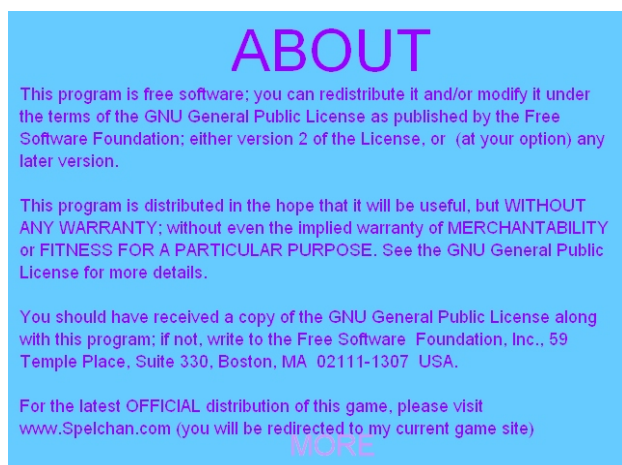 ABOUT
This program is free software; you can redistribute it and/or modify it under
the terms of the GNU General Public License as published by the Free
Software Foundation; either version 2 of the License, or (at your option) any
later version.
This program is distributed in the hope that it will be useful, but WITHOUT
ANY WARRANTY; without even the implied warranty of MERCHANTABILITY
or FITNESS FOR A PARTICULAR PURPOSE. See the GNU General Public
License for more details.
You should have received a copy of the GNU General Public License along
with this program; if not, write to the Free Software Foundation, Inc., 59
Temple Place, Suite 330, Boston, MA 02111-1307 USA.
For the latest OFFICIAL distribution of this game, please visit
www.Spelchan.com (you will be redirected to my current game site)
MORE